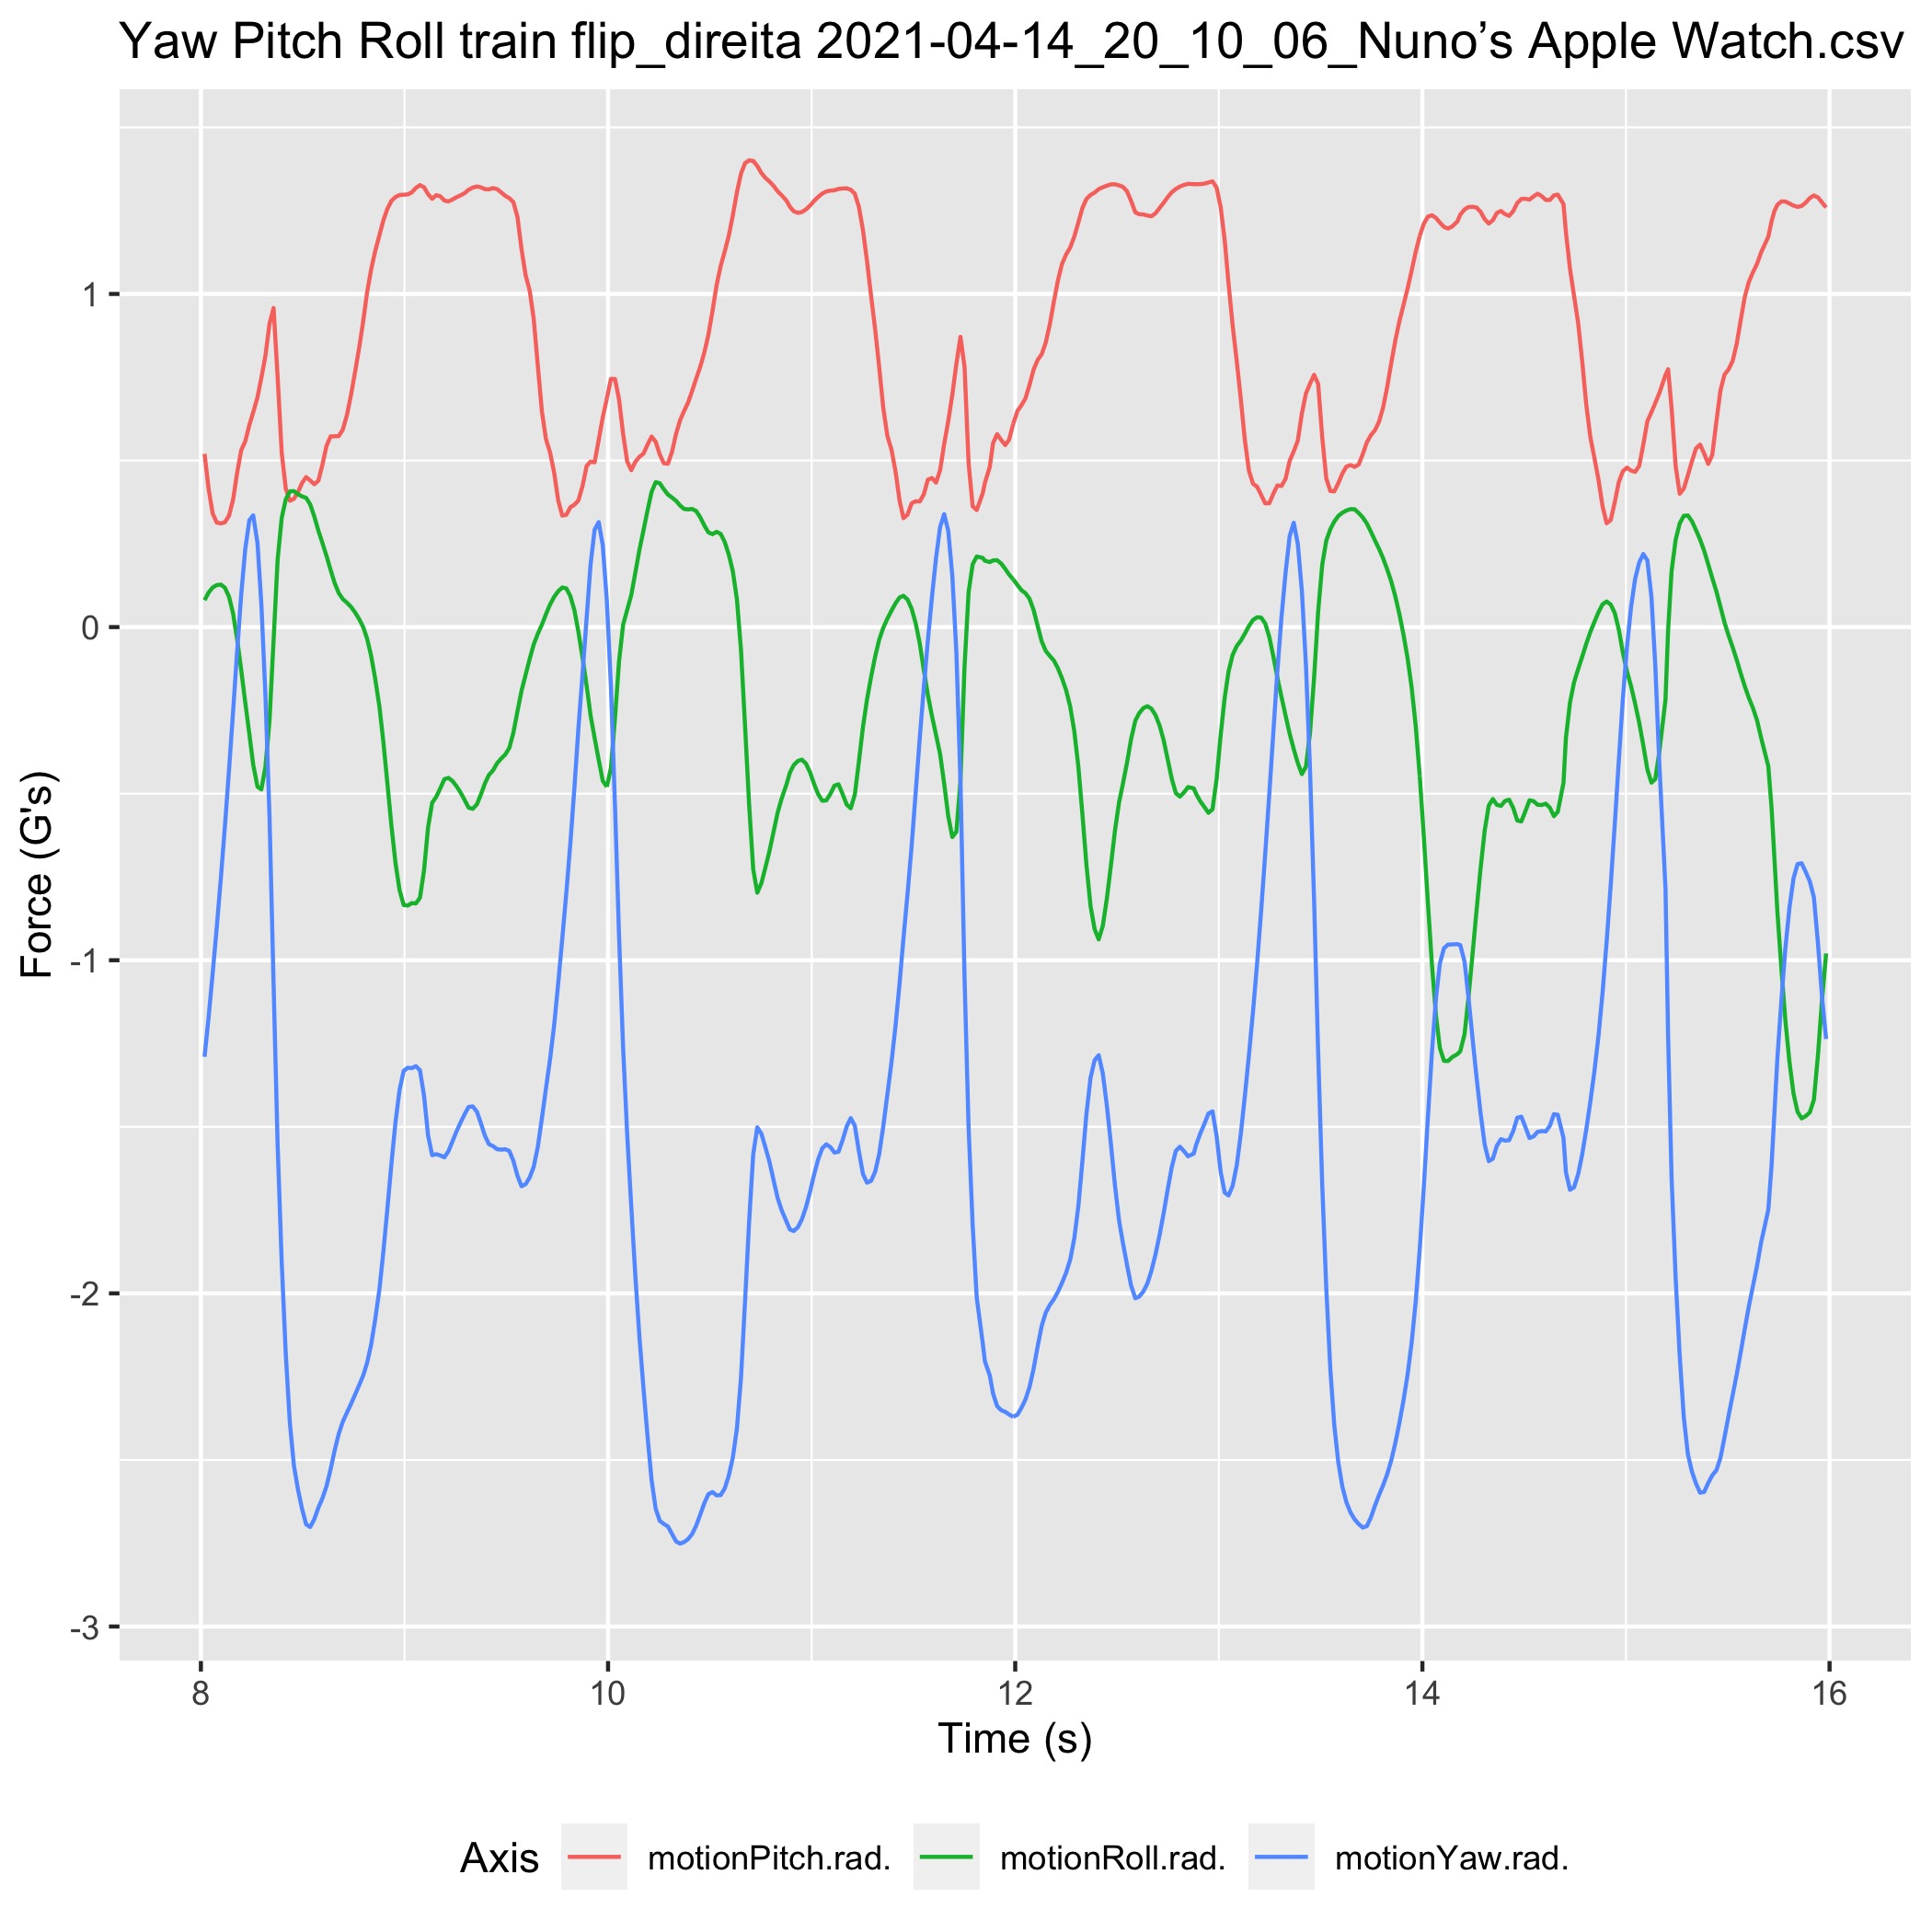 Yaw Pitch Roll train flip_direita 2021-04-14_20_10_06_Nuno’s Apple Watch.csv
Force (G's)
1
0
-1
-2
-3
8 10 12 14 16
Time (s)
Axis motionPitch.rad. motionRoll.rad. motionYaw.rad.